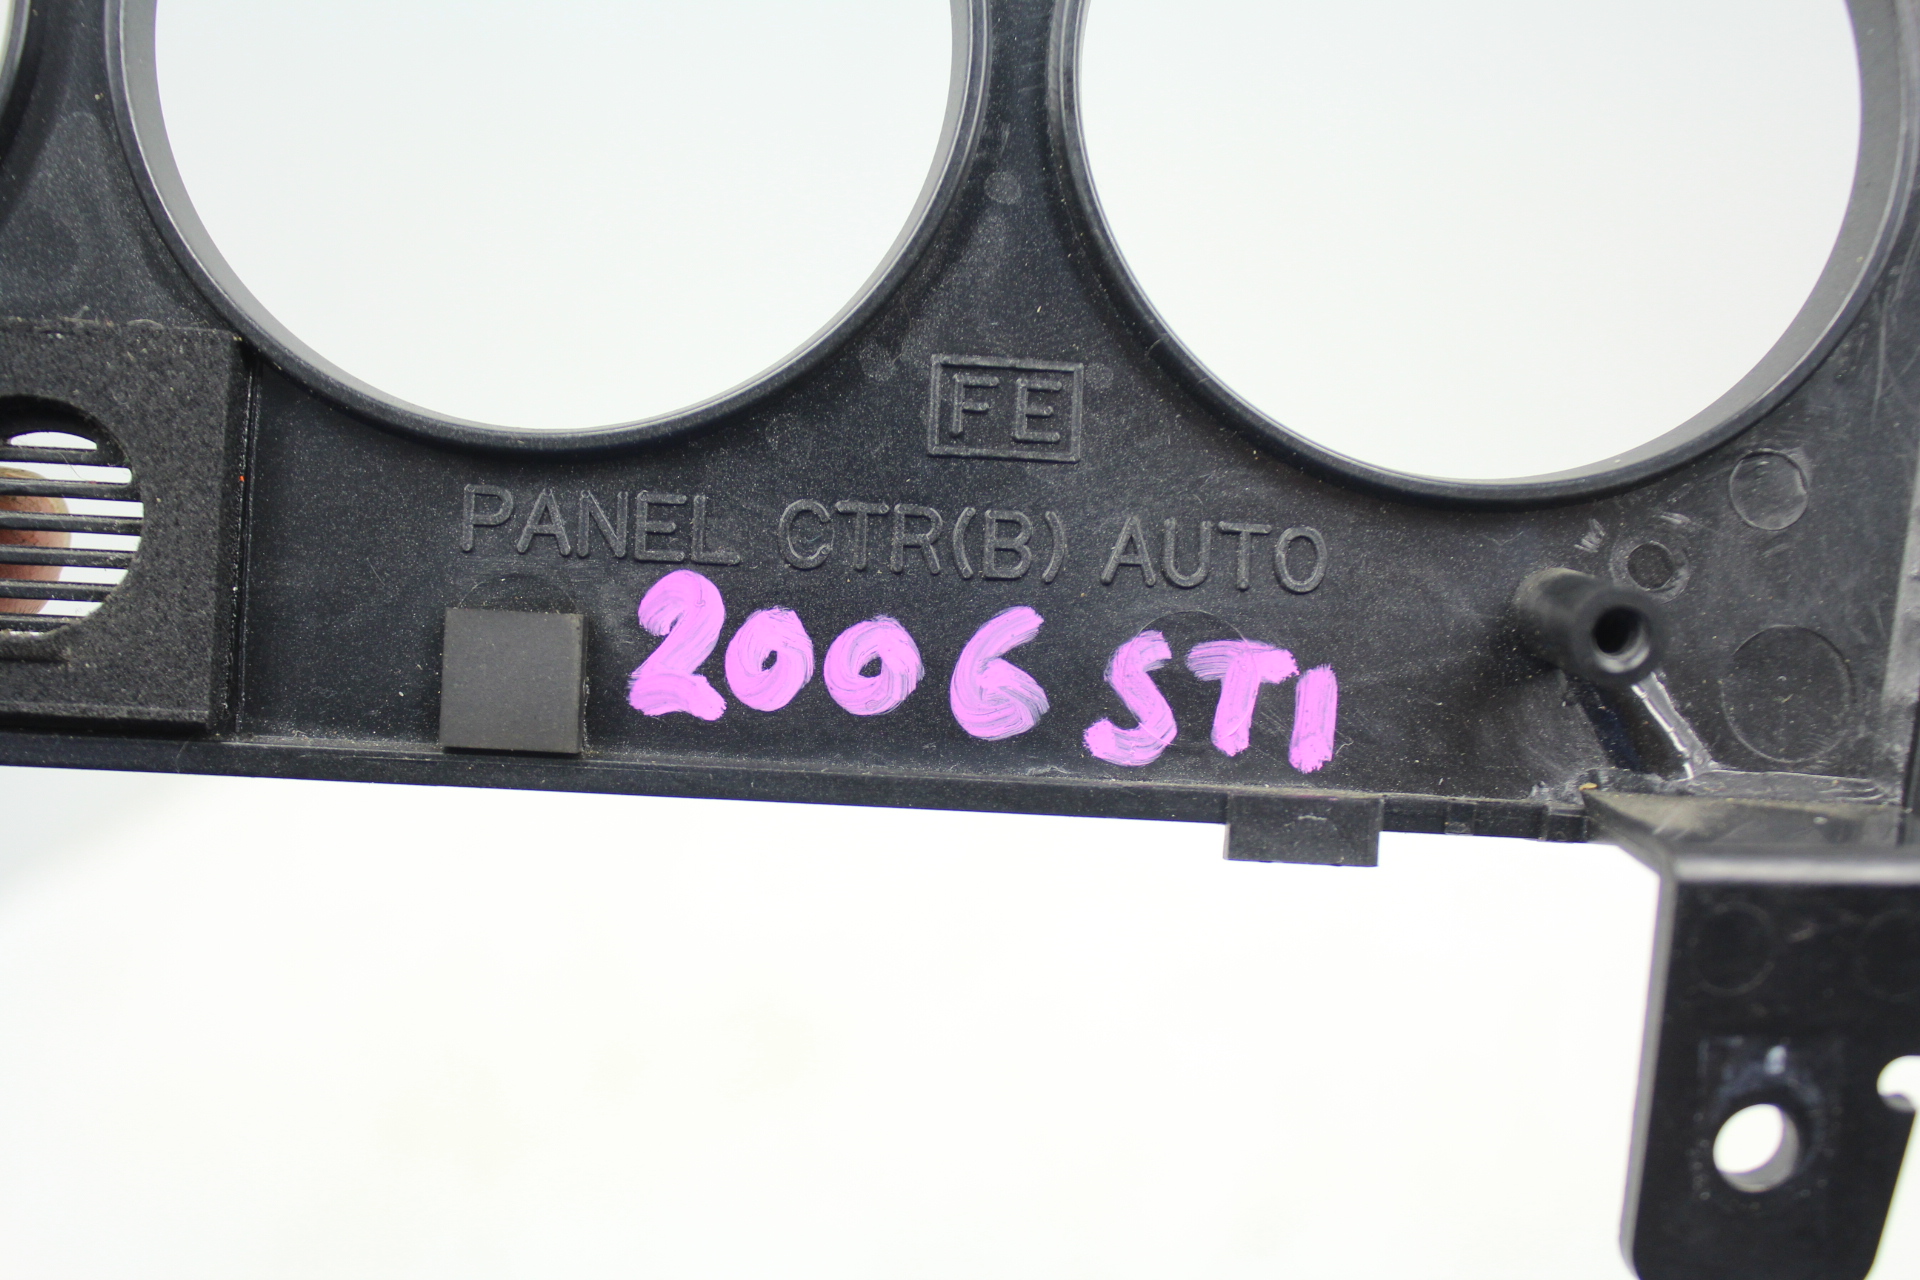 FE
PANEL CTR(B) AUTO
2006 STI